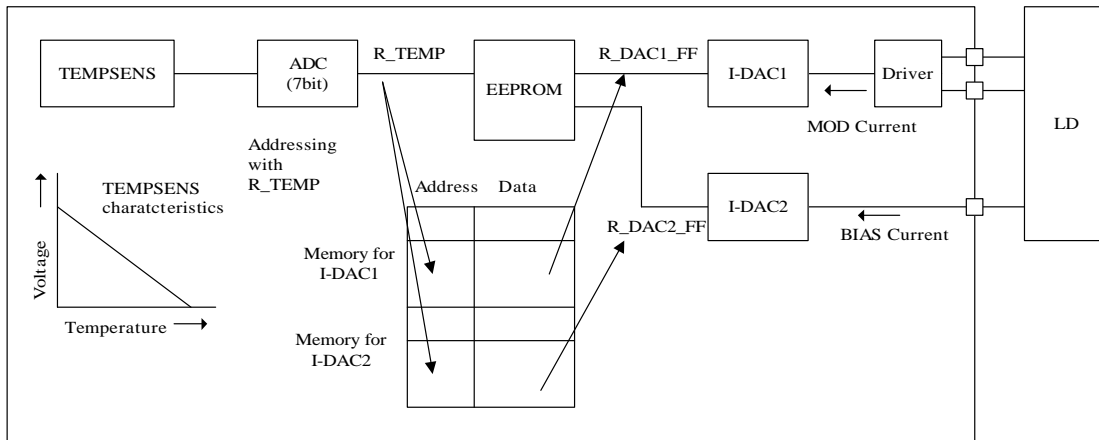 TEMPSENS
ADC
(7bit)
R_TEMP
EEPROM
R_DAC1_FF
I-DAC1
Driver
MOD Current
LD
Addressing
with
R_TEMP
TEMPSENS
charatcteristics
Voltage
Temperature
Address
Data
Memory for
I-DAC1
Memory for
I-DAC2
R_DAC2_FF
I-DAC2
BIAS Current